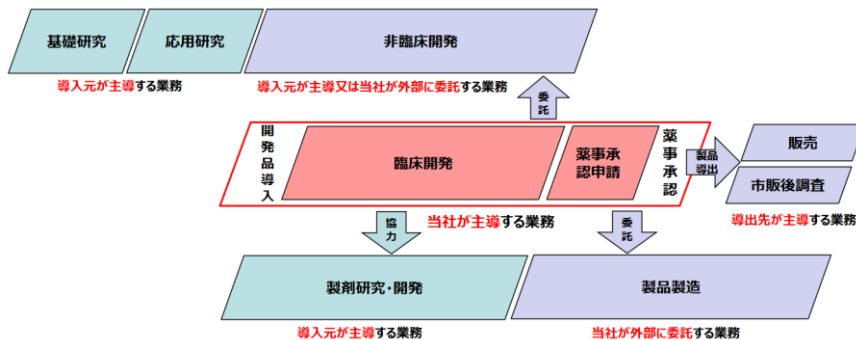 基礎研究
応用研究
非臨床開発
導入元が主導する業務
導入元が主導又は当社が外部に委託する業務
委託
開発品導入
臨床開発
薬事承認申請
薬事承認
製品導出
販売
市販後調査
導出先が主導する業務
協力
当社が主導する業務
委託
製剤研究・開発
製品製造
導入元が主導する業務
当社が外部に委託する業務